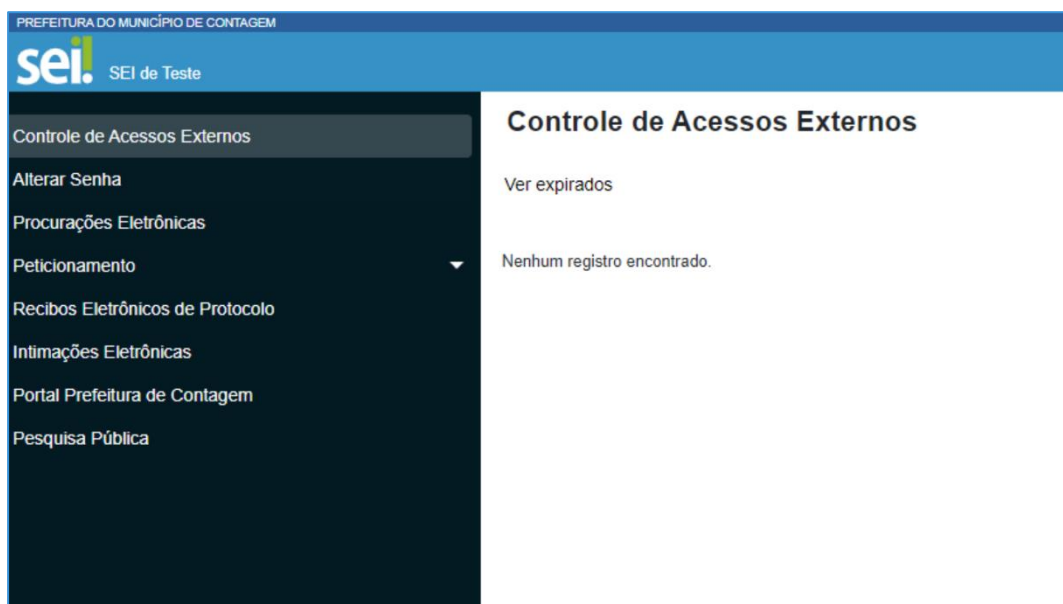 PREFEITURA DO MUNICÍPIO DE CONTAGEM
sei! SEI de Teste
Controle de Acessos Externos
Alterar Senha
Procurações Eletrônicas
Peticionamento
Recibos Eletrônicos de Protocolo
Intimações Eletrônicas
Portal Prefeitura de Contagem
Pesquisa Pública
Controle de Acessos Externos
Ver expirados
Nenhum registro encontrado.